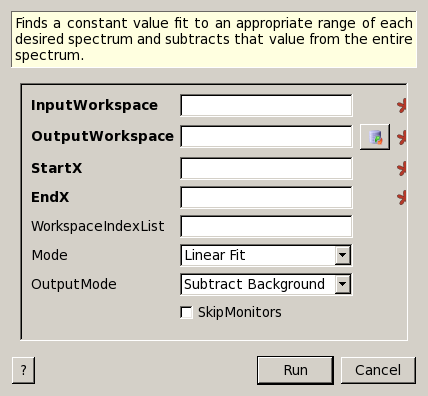 Finds a constant value fit to an appropriate range of each
desired spectrum and subtracts that value from the entire
spectrum.
InputWorkspace
OutputWorkspace
StartX
EndX
WorkspaceIndexList
Mode Linear Fit
OutputMode Subtract Background
SkipMonitors
? Run Cancel